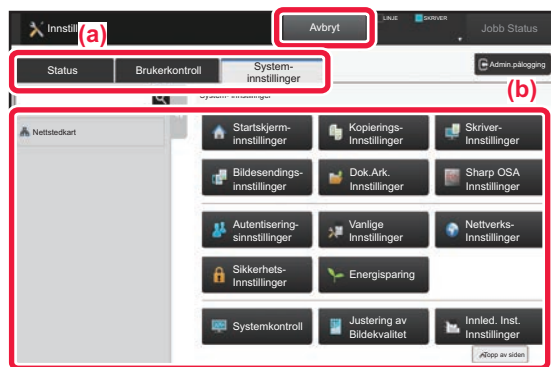 Innstill
(a)
Avbryt
LINJE
SKRIVER
Jobb Status
Status
Brukerkontroll
System-
innstillinger
Admin.pålogging
(b)
System- innstillinger
Nettstedkart
Startskjerm-
innstillinger
Kopierings-
Innstillinger
Skriver-
Innstillinger
Bildesendings-
innstillinger
Dok.Ark.
Innstillinger
Sharp OSA
Innstillinger
Autentisering-
sinnstillinger
Vanlige
Innstillinger
Nettverks-
Innstillinger
Sikkerhets-
Innstillinger
Energisparing
Systemkontroll
Justering av
Bildekvalitet
Innled. Inst.
Innstillinger
Topp av siden